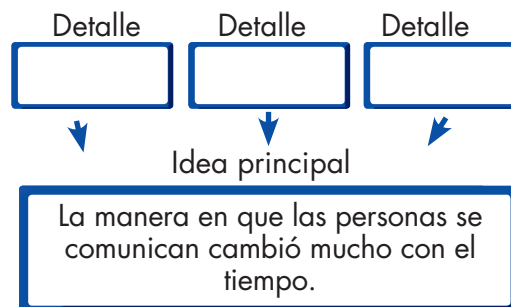 Detalle Detalle Detalle
Idea principal
La manera en que las personas se
comunican cambió mucho con el
tiempo.